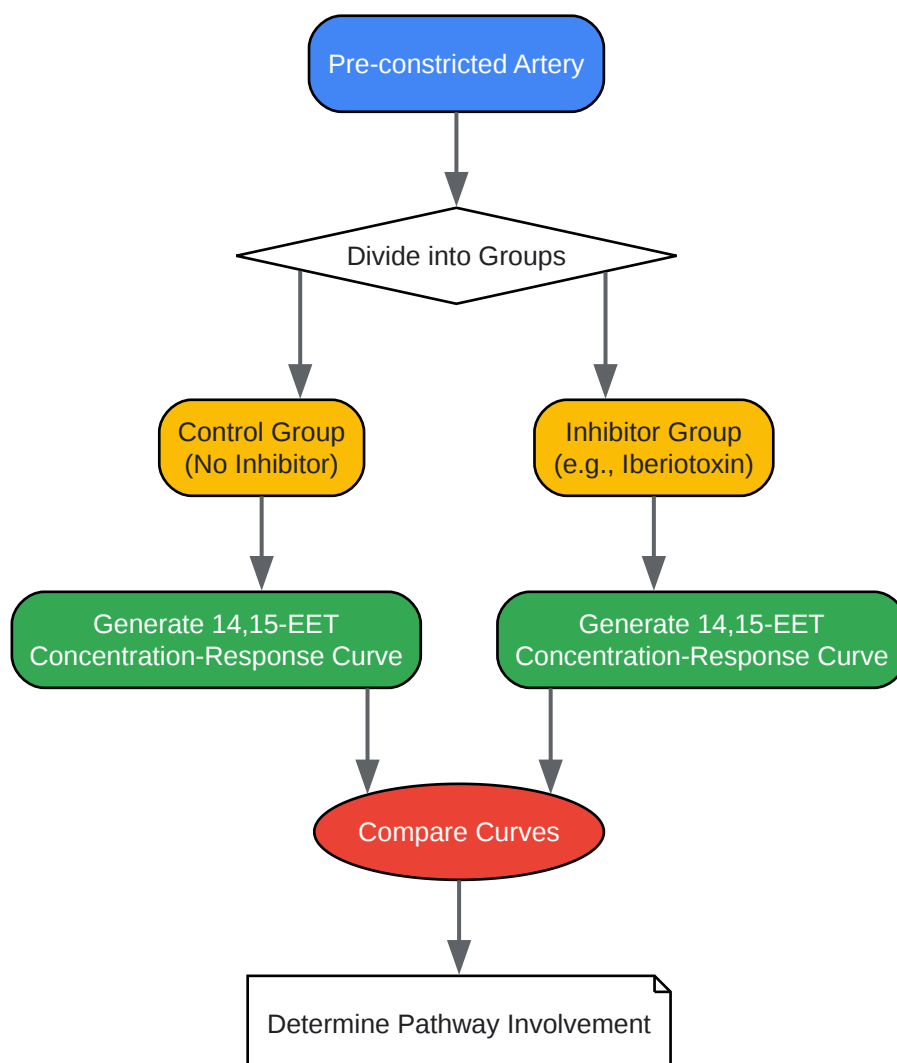 Pre-constricted Artery
Divide into Groups
Control Group
(No Inhibitor)
Inhibitor Group
(e.g., Iberiotoxin)
Generate 14,15-EET
Concentration-Response Curve
Generate 14,15-EET
Concentration-Response Curve
Compare Curves
Determine Pathway Involvement